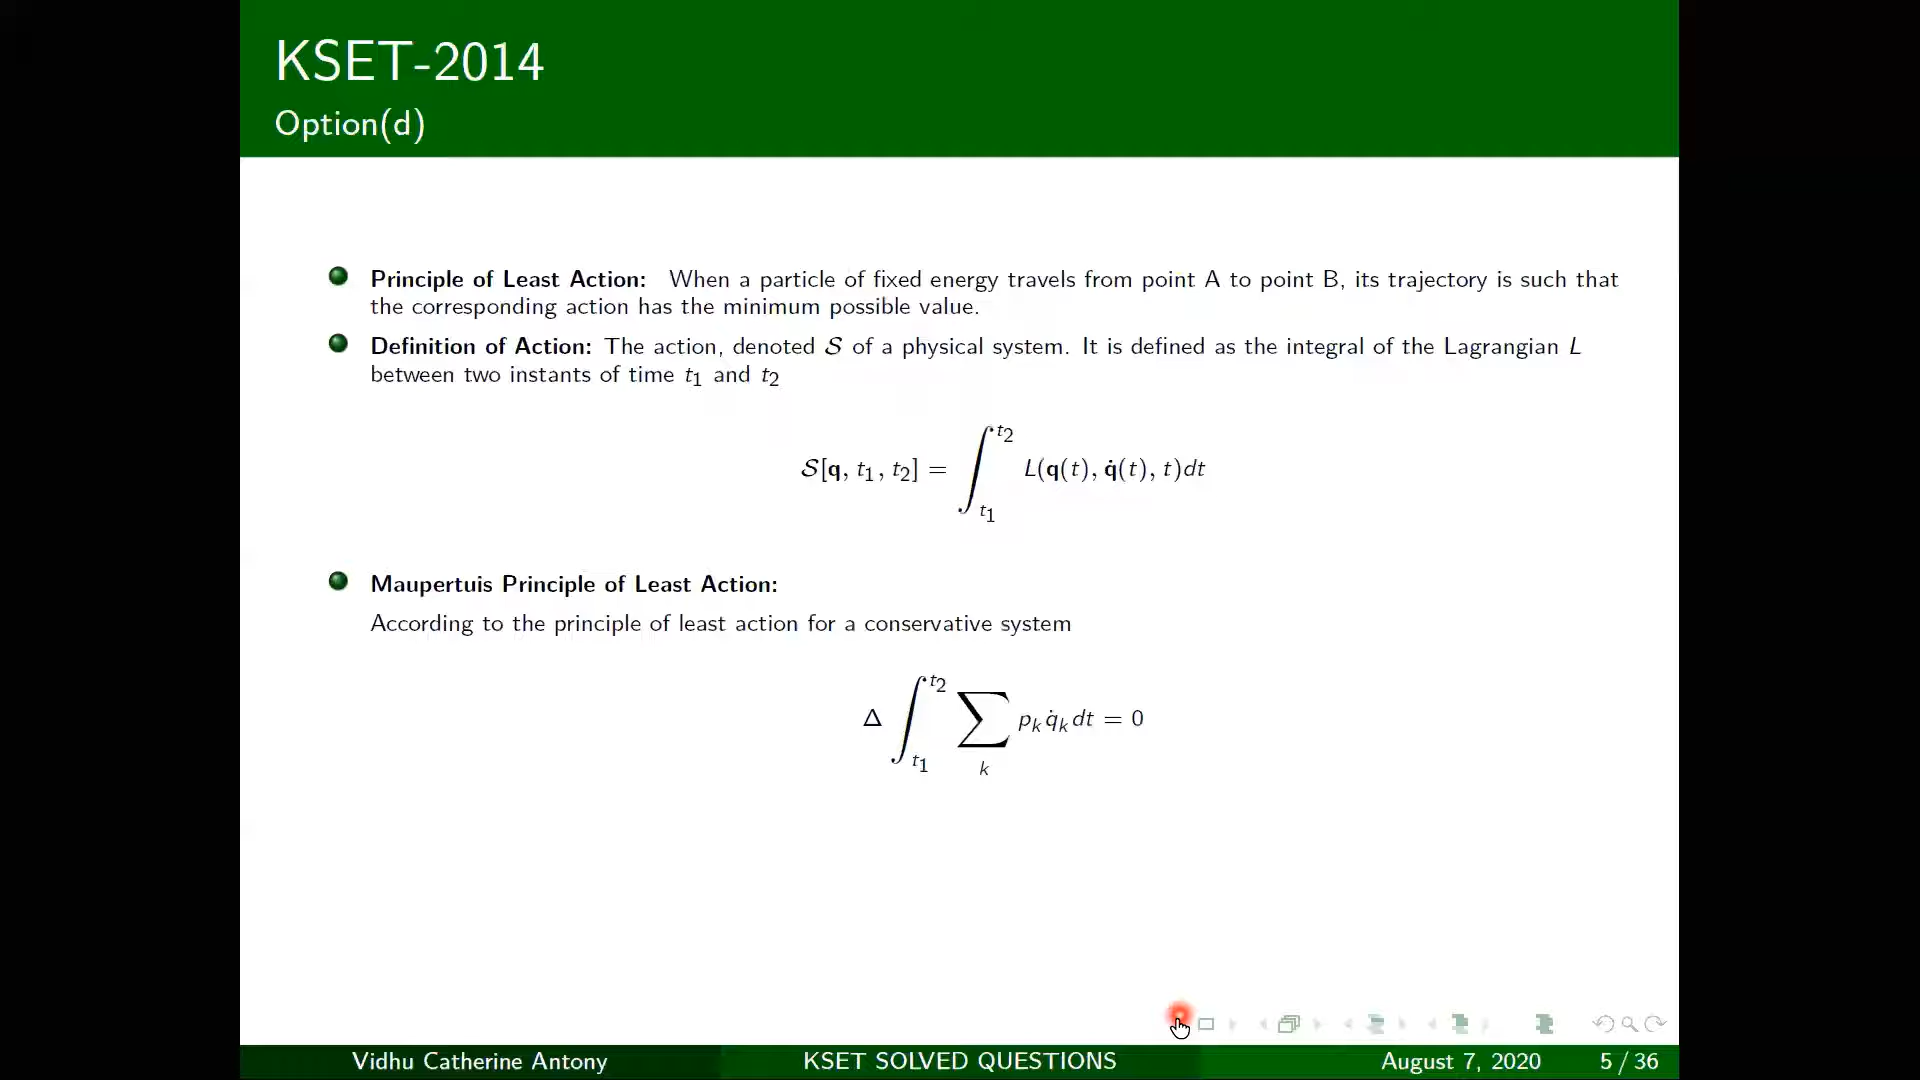 KSET-2014
Option(d)
Principle of Least Action: When a particle of fixed energy travels from point A to point B, its trajectory is such that
the corresponding action has the minimum possible value.
Definition of Action: The action, denoted 𝒮 of a physical system. It is defined as the integral of the Lagrangian L
between two instants of time t₁ and t₂
𝒮[q, t₁, t₂] = ∫_{t₁}^{t₂} L(q(t), q̇(t), t)dt
Maupertuis Principle of Least Action:
According to the principle of least action for a conservative system
Δ ∫_{t₁}^{t₂} ∑_k pₖq̇ₖdt = 0
Vidhu Catherine Antony KSET SOLVED QUESTIONS August 7, 2020 5 / 36